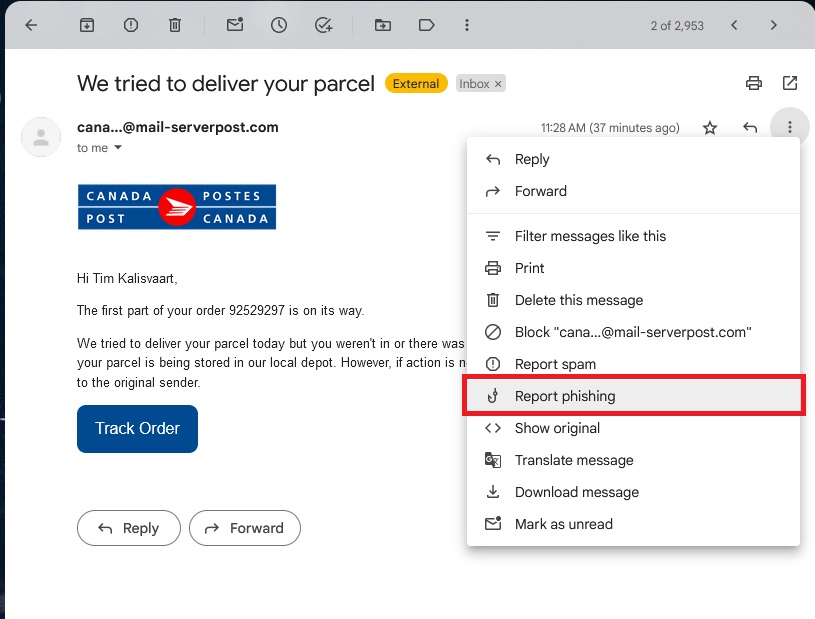 2 of 2,953
We tried to deliver your parcel External Inbox ×
cana...@mail-serverpost.com 11:28 AM (37 minutes ago)
to me
CANADA POSTES
POST CANADA
Hi Tim Kalisvaart,
The first part of your order 92529297 is on its way.
We tried to deliver your parcel today but you weren't in or there was
your parcel is being stored in our local depot. However, if action is
to the original sender.
Track Order
Reply Forward
Reply
Forward
Filter messages like this
Print
Delete this message
Block "cana...@mail-serverpost.com"
Report spam
Report phishing
Show original
Translate message
Download message
Mark as unread